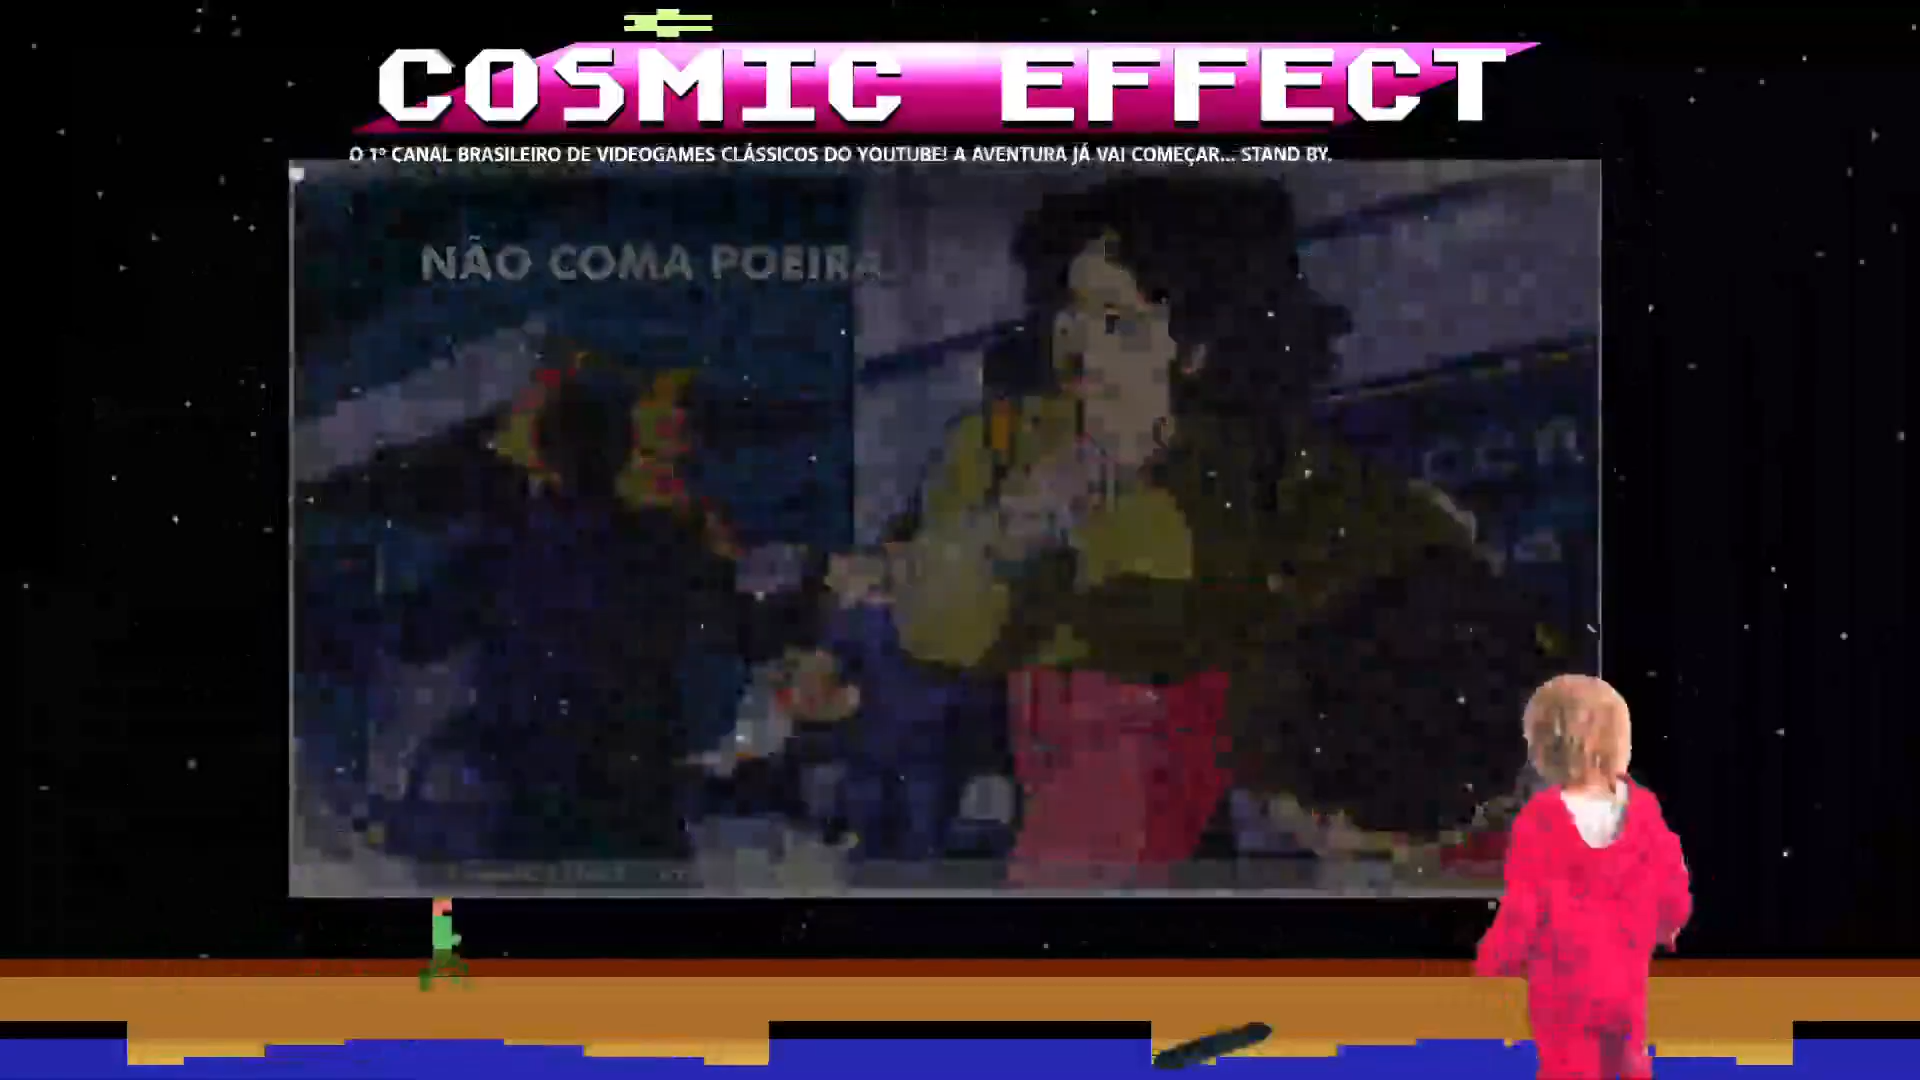 COSMIC EFFECT
O 1º CANAL BRASILEIRO DE VIDEOGAMES CLÁSSICOS DO YOUTUBE! A AVENTURA JÁ VAI COMEÇAR... STAND BY.
NÃO COMA POEIRA